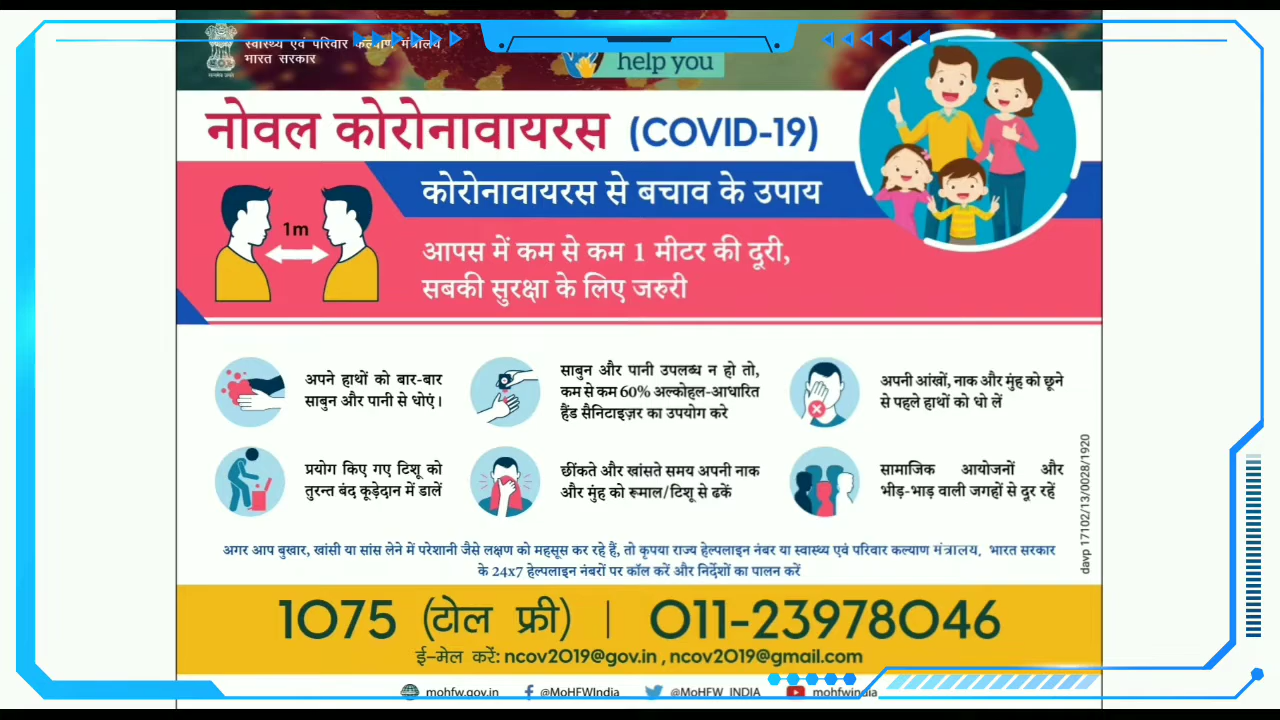 स्वास्थ्य एवं परिवार कल्याण मंत्रालय
भारत सरकार
help you
नोवल कोरोनावायरस (COVID-19)
कोरोनावायरस से बचाव के उपाय
1m
आपस में कम से कम 1 मीटर की दूरी,
सबकी सुरक्षा के लिए जरुरी
अपने हाथों को बार-बार
साबुन और पानी से धोएं।
साबुन और पानी उपलब्ध न हो तो,
कम से कम 60% अल्कोहल-आधारित
हैंड सैनिटाइज़र का उपयोग करे
अपनी आंखों, नाक और मुंह को छूने
से पहले हाथों को धो लें
प्रयोग किए गए टिशू को
तुरन्त बंद कूड़ेदान में डालें
छींकते और खांसते समय अपनी नाक
और मुंह को रूमाल/टिशू से ढकें
सामाजिक आयोजनों और
भीड़-भाड़ वाली जगहों से दूर रहें
davp 17102/13/0028/1920
अगर आप बुखार, खांसी या सांस लेने में परेशानी जैसे लक्षण को महसूस कर रहे हैं, तो कृपया राज्य हेल्पलाइन नंबर या स्वास्थ्य एवं परिवार कल्याण मंत्रालय, भारत सरकार
के 24x7 हेल्पलाइन नंबरों पर कॉल करें और निर्देशों का पालन करें
1075 (टोल फ्री) | 011-23978046
ई-मेल करें: ncov2019@gov.in , ncov2019@gmail.com
mohfw.gov.in @MoHFWIndia @MoHFW_INDIA mohfwindia